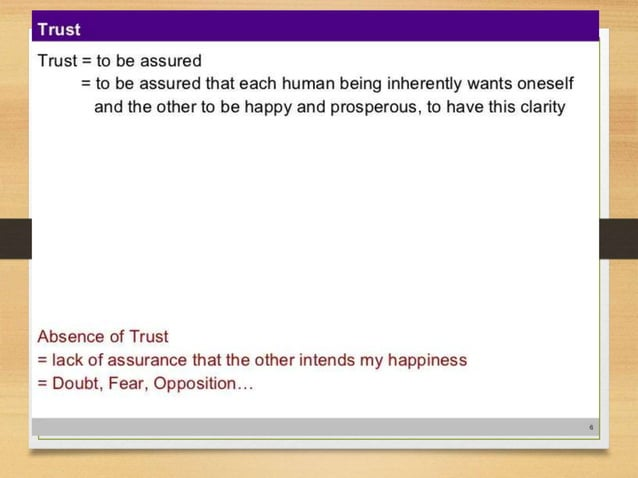 Trust
Trust = to be assured
= to be assured that each human being inherently wants oneself
and the other to be happy and prosperous, to have this clarity
Absence of Trust
= lack of assurance that the other intends my happiness
= Doubt, Fear, Opposition…
6